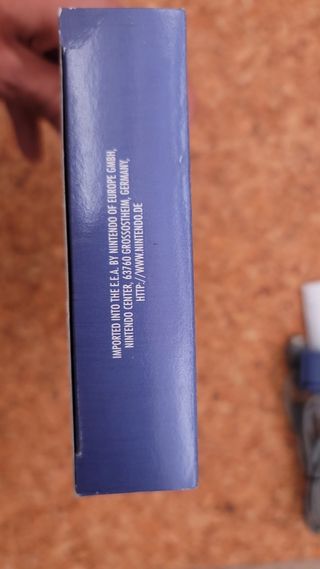 IMPORTED INTO THE E.E.A. BY NINTENDO OF EUROPE GMBH,
NINTENDO CENTER, 63760 GROSSOSTHEIM, GERMANY,
HTTP://WWW.NINTENDO.DE